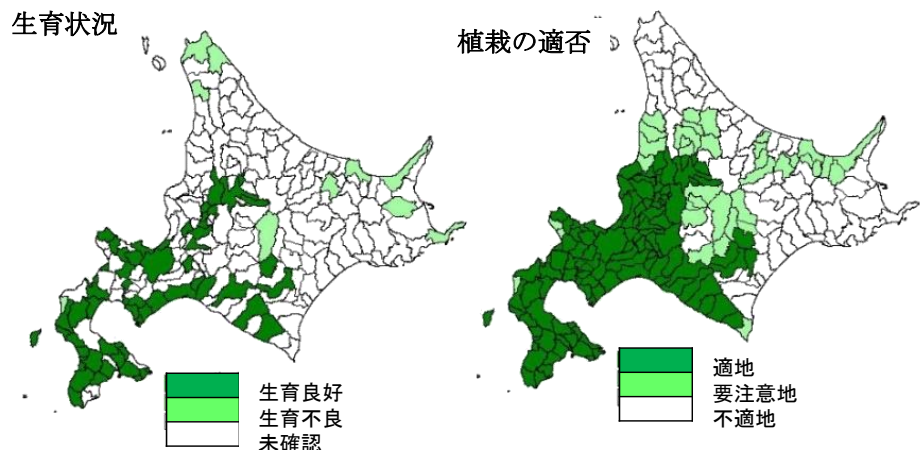 生育状況
植栽の適否
生育良好
生育不良
未確認
適地
要注意地
不適地